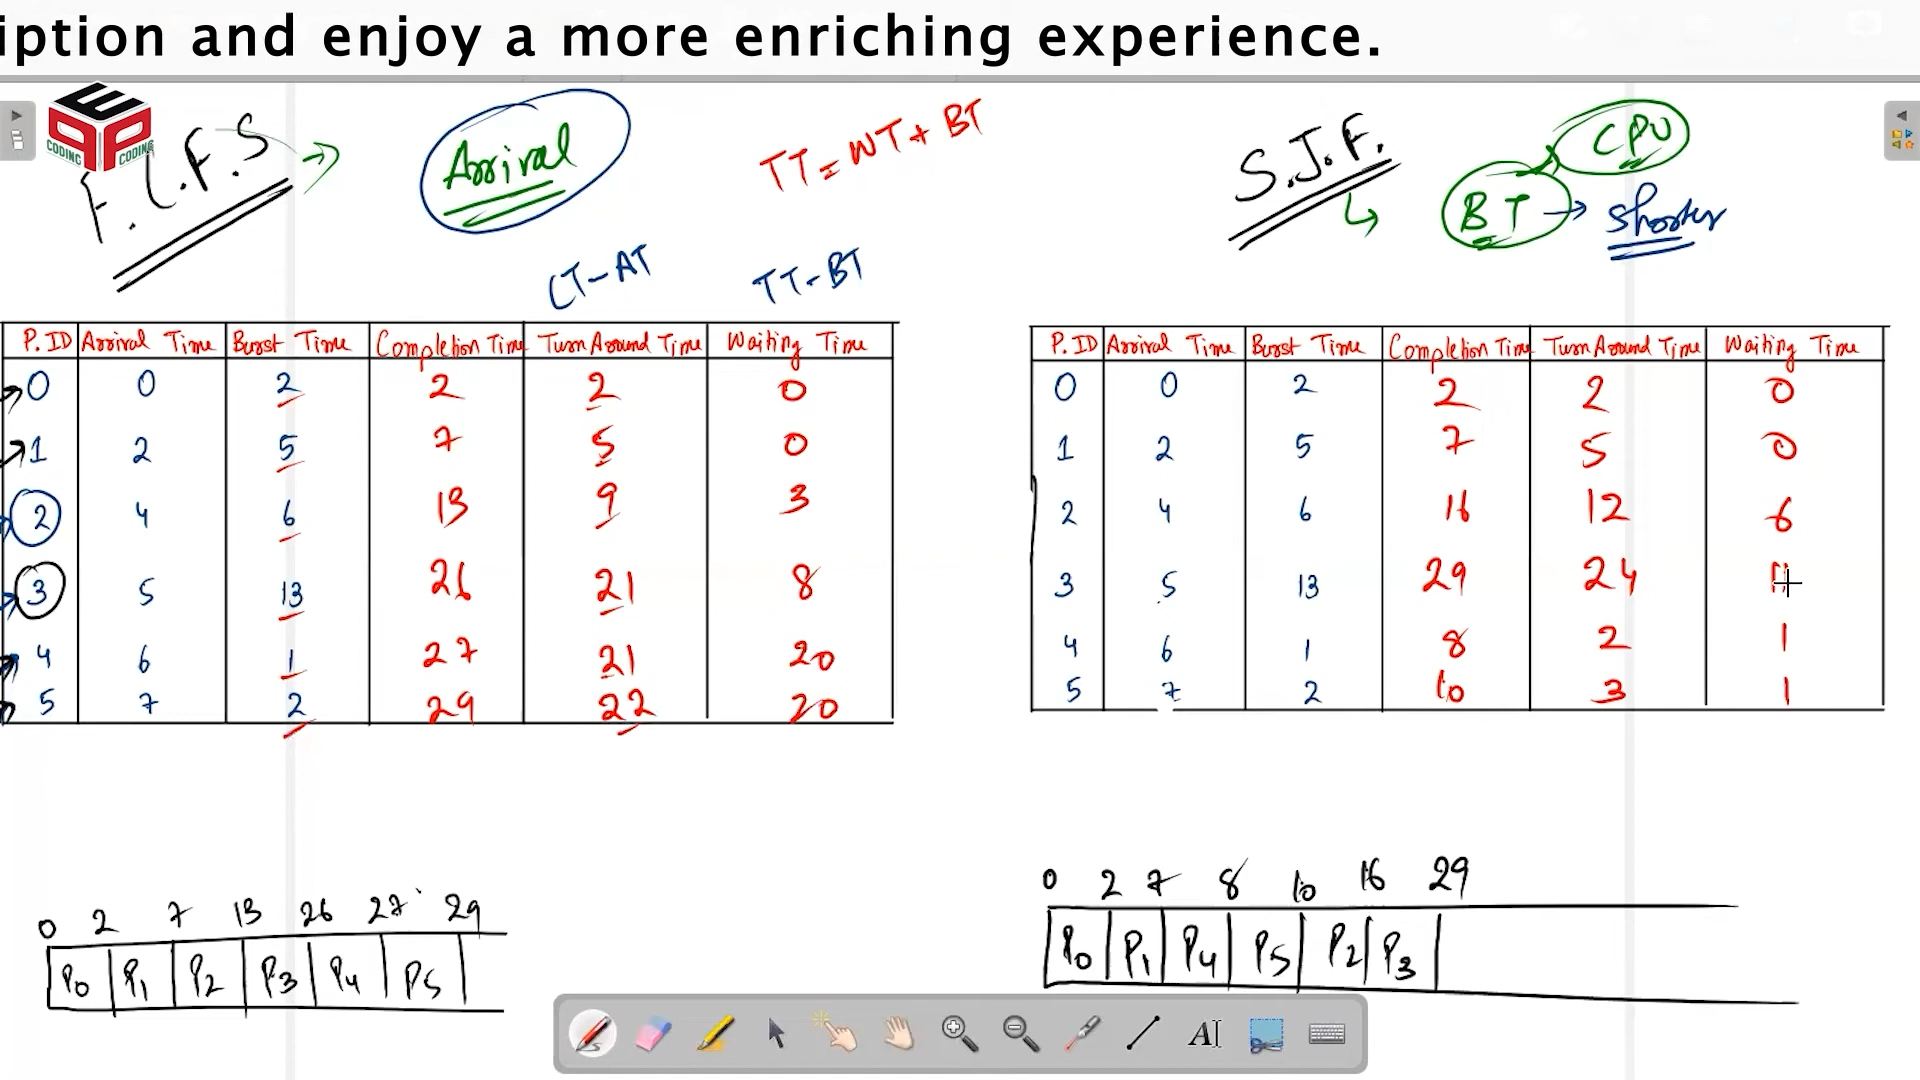 iption and enjoy a more enriching experience.
CODING CODING
F.C.F.S → Arrival
TT = WT + BT
CT-AT TT-BT
P.ID Arrival Time Burst Time Completion Time Turn Around Time Waiting Time
0 0 2 2 2 0
1 2 5 7 5 0
2 4 6 13 9 3
3 5 13 26 21 8
4 6 1 27 21 20
5 7 2 29 22 20
0 2 7 13 26 27 29
P0 P1 P2 P3 P4 P5
S.J.F.
CPU
BT → Shorter
P.ID Arrival Time Burst Time Completion Time Turn Around Time Waiting Time
0 0 2 2 2 0
1 2 5 7 5 0
2 4 6 16 12 6
3 5 13 29 24 11
4 6 1 8 2 1
5 7 2 10 3 1
0 2 7 8 10 16 29
P0 P1 P4 P5 P2 P3
AI